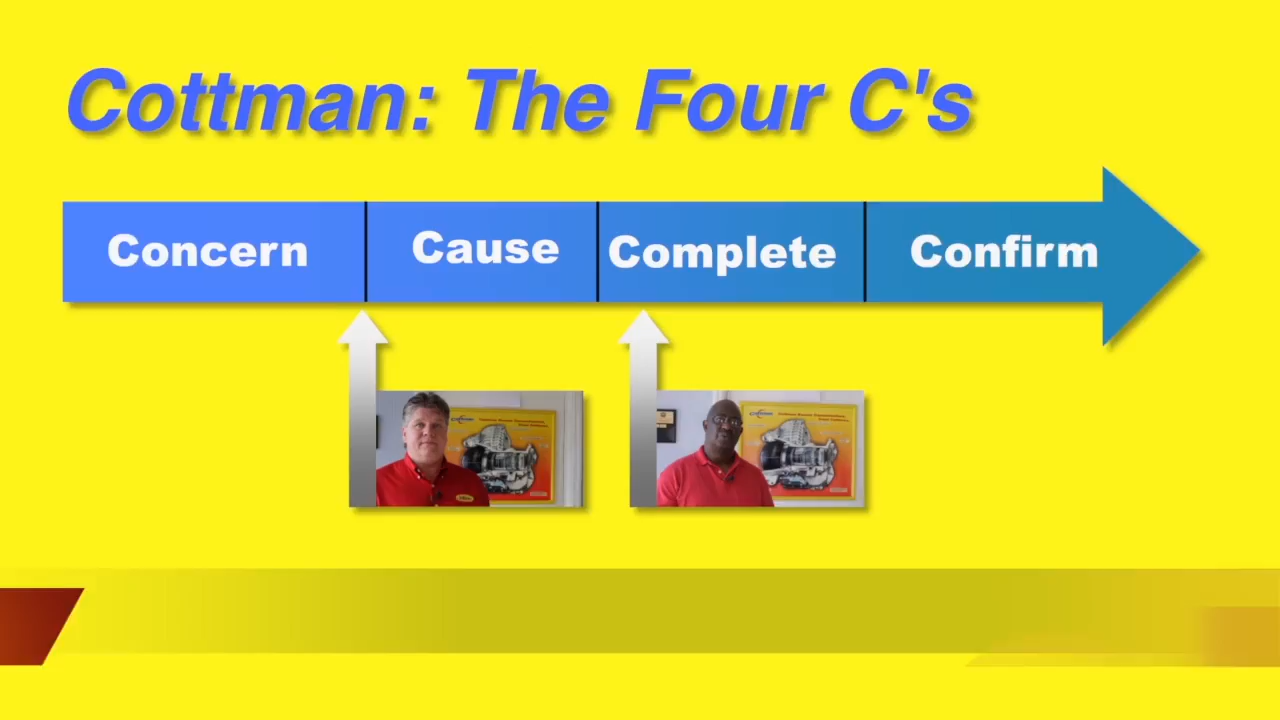 Cottman: The Four C's
Concern
Cause
Complete
Confirm